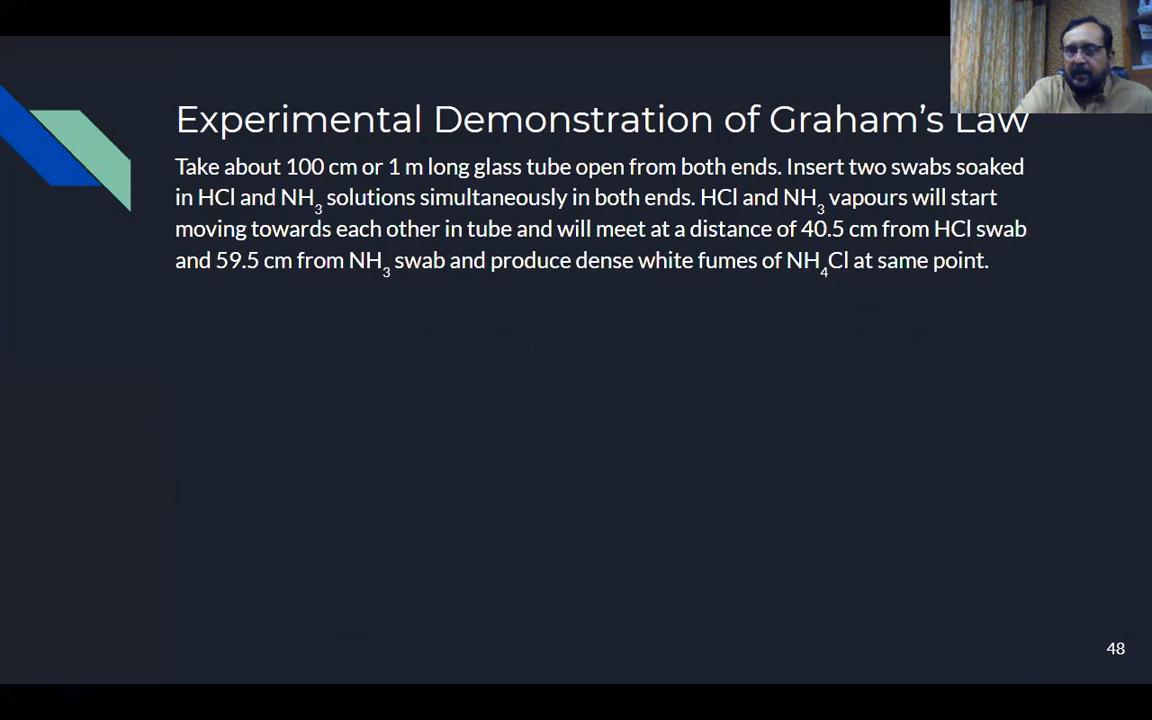 Experimental Demonstration of Graham's Law
Take about 100 cm or 1 m long glass tube open from both ends. Insert two swabs soaked
in HCl and NH₃ solutions simultaneously in both ends. HCl and NH₃ vapours will start
moving towards each other in tube and will meet at a distance of 40.5 cm from HCl swab
and 59.5 cm from NH₃ swab and produce dense white fumes of NH₄Cl at same point.
48